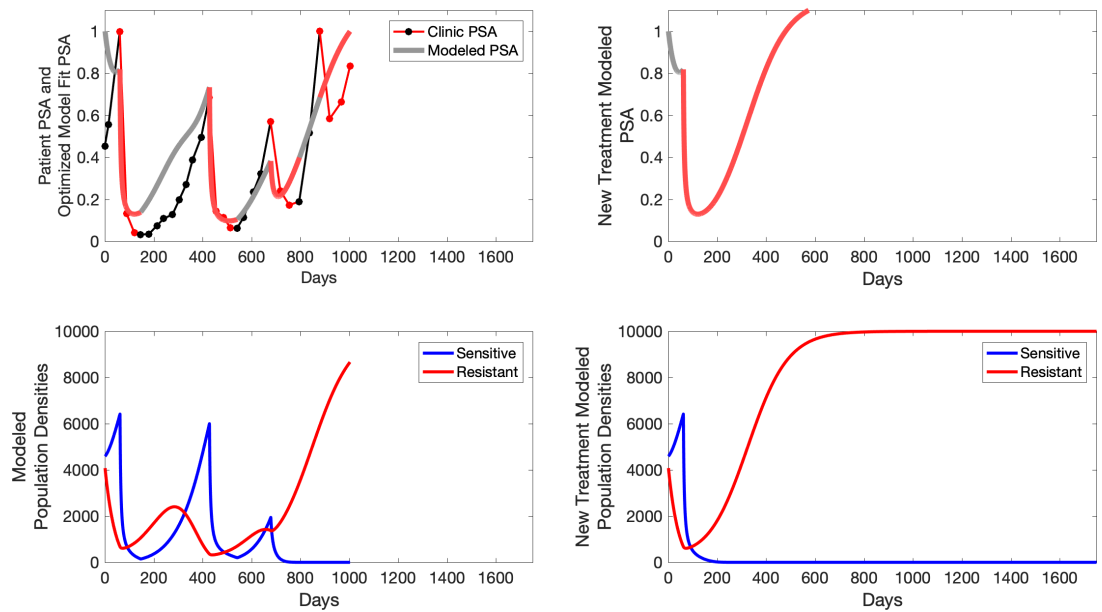 Patient PSA and
Optimized Model Fit PSA
1
0.8
0.6
0.4
0.2
0
Clinic PSA
Modeled PSA
0 200 400 600 800 1000 1200 1400 1600
Days
New Treatment Modeled
PSA
1
0.8
0.6
0.4
0.2
0
0 200 400 600 800 1000 1200 1400 1600
Days
Modeled
Population Densities
10000
8000
6000
4000
2000
0
Sensitive
Resistant
0 200 400 600 800 1000 1200 1400 1600
Days
New Treatment Modeled
Population Densities
10000
8000
6000
4000
2000
0
Sensitive
Resistant
0 200 400 600 800 1000 1200 1400 1600
Days